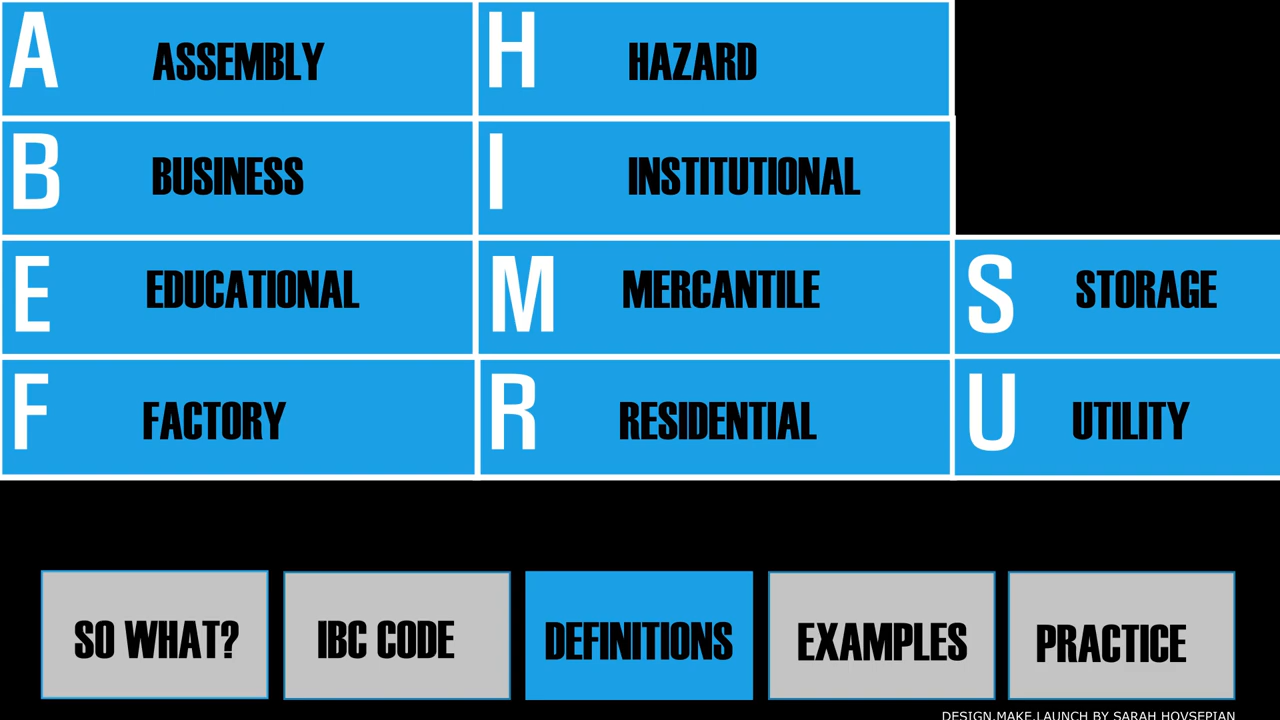 A ASSEMBLY
H HAZARD
B BUSINESS
I INSTITUTIONAL
E EDUCATIONAL
M MERCANTILE
S STORAGE
F FACTORY
R RESIDENTIAL
U UTILITY
SO WHAT?
IBC CODE
DEFINITIONS
EXAMPLES
PRACTICE
DESIGN.MAKE.LAUNCH BY SARAH HOVSEPIAN